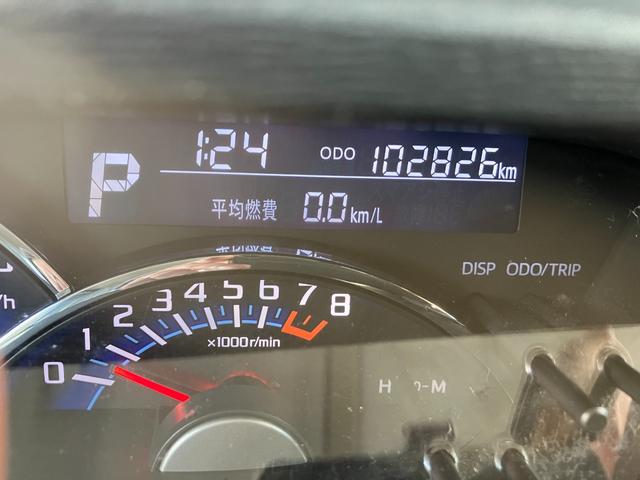 1:24 ODO 102826km
P
平均燃費 0.0km/L
DISP ODO/TRIP
/h
0 1 2 3 4 5 6 7 8
×1000r/min
H
-M